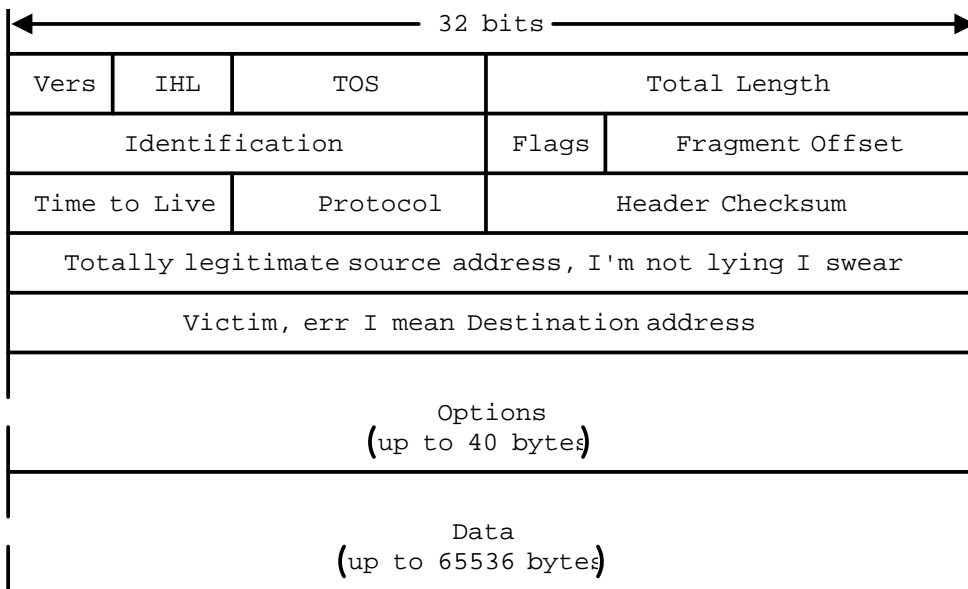 32 bits
Vers IHL TOS Total Length
Identification Flags Fragment Offset
Time to Live Protocol Header Checksum
Totally legitimate source address, I'm not lying I swear
Victim, err I mean Destination address
Options
(up to 40 bytes)
Data
(up to 65536 bytes)